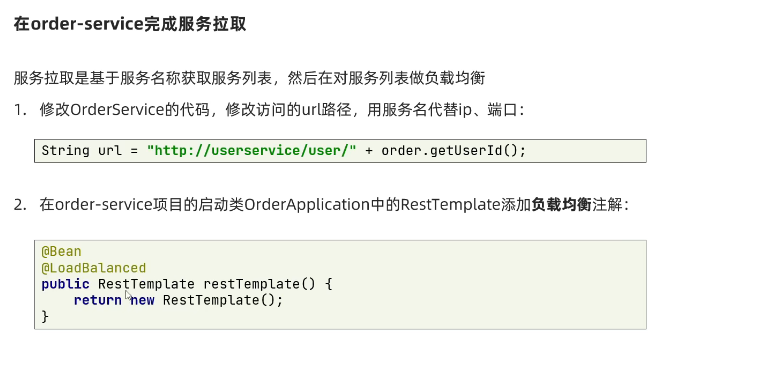 在order-service完成服务拉取
服务拉取是基于服务名称获取服务列表，然后在对服务列表做负载均衡
1. 修改OrderService的代码，修改访问的url路径，用服务名代替ip、端口：
String url = "http://userservice/user/" + order.getUserId();
2. 在order-service项目的启动类OrderApplication中的RestTemplate添加负载均衡注解：
@Bean
@LoadBalanced
public RestTemplate restTemplate() {
    return new RestTemplate();
}